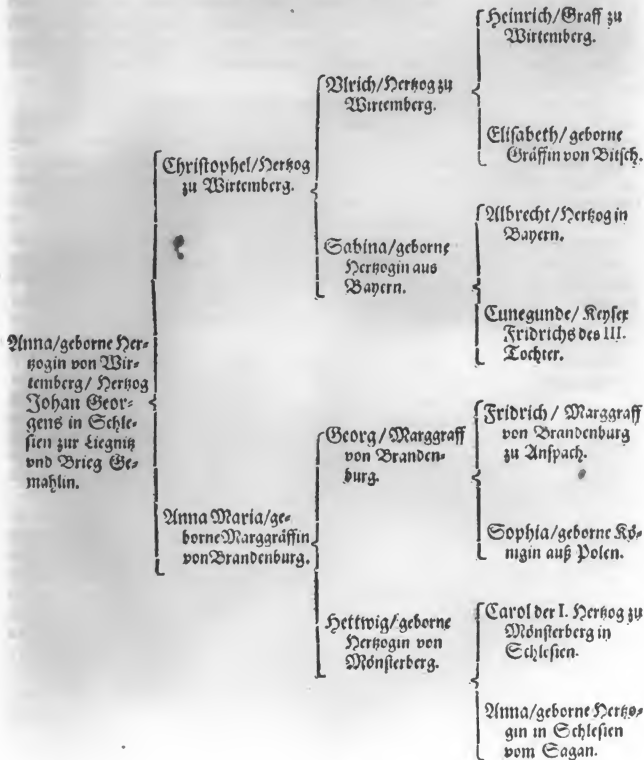 Anna/geborne Her-
tzogin von Wir-
temberg/ Hertzog
Johan Geor-
gens in Schle-
sien zur Liegnitz
vnd Brieg Ge-
mahlin.
Christophel/Hertzog
zu Wirtemberg.
Anna Maria/ge-
borne Marggräffin
von Brandenburg.
Vlrich/Hertzog zu
Wirtemberg.
Sabina/geborne
Hertzogin aus
Bayern.
Georg/ Marggraff
von Branden-
burg.
Hettwig/geborne
Hertzogin von
Mönsterberg.
Heinrich/Graff zu
Wirtemberg.
Elisabeth/ geborne
Gräffin von Bitsch.
Albrecht/Hertzog in
Bayern.
Cunegunde/ Keyser
Fridrichs des III.
Tochter.
Fridrich/ Marggraff
von Brandenburg
zu Anspach.
Sophia/geborne Kö-
nigin auß Polen.
Carol der I. Hertzog zu
Mönsterberg in
Schlesien.
Anna/geborne Hertzo-
gin in Schlesien
vom Sagan.